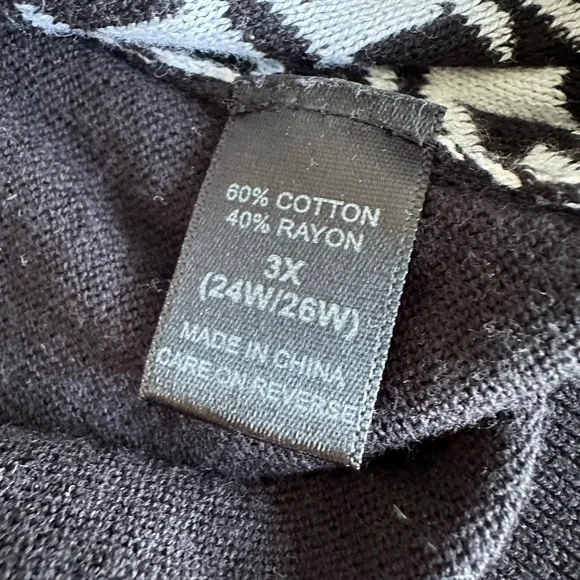 60% COTTON
40% RAYON
3X
(24W/26W)
MADE IN CHINA
CARE ON REVERSE